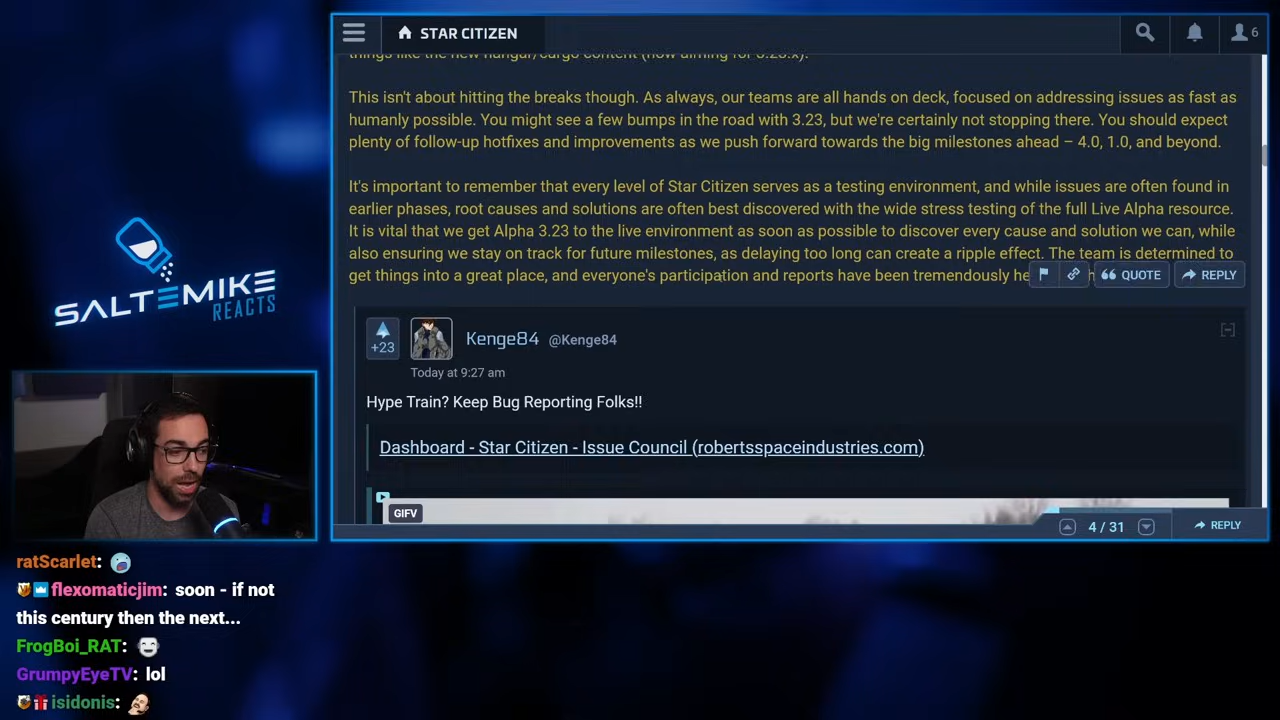 STAR CITIZEN
6
things like the new hangar/cargo content (now aiming for 3.23.x).
This isn't about hitting the breaks though. As always, our teams are all hands on deck, focused on addressing issues as fast as
humanly possible. You might see a few bumps in the road with 3.23, but we're certainly not stopping there. You should expect
plenty of follow-up hotfixes and improvements as we push forward towards the big milestones ahead – 4.0, 1.0, and beyond.
It's important to remember that every level of Star Citizen serves as a testing environment, and while issues are often found in
earlier phases, root causes and solutions are often best discovered with the wide stress testing of the full Live Alpha resource.
It is vital that we get Alpha 3.23 to the live environment as soon as possible to discover every cause and solution we can, while
also ensuring we stay on track for future milestones, as delaying too long can create a ripple effect. The team is determined to
get things into a great place, and everyone's participation and reports have been tremendously he
QUOTE
REPLY
+23
Kenge84 @Kenge84
[-]
Today at 9:27 am
Hype Train? Keep Bug Reporting Folks!!
Dashboard - Star Citizen - Issue Council (robertsspaceindustries.com)
GIFV
4 / 31
REPLY
SALTEMIKE
REACTS
ratScarlet:
flexomaticjim: soon - if not
this century then the next...
FrogBoi_RAT:
GrumpyEyeTV: lol
isidonis: